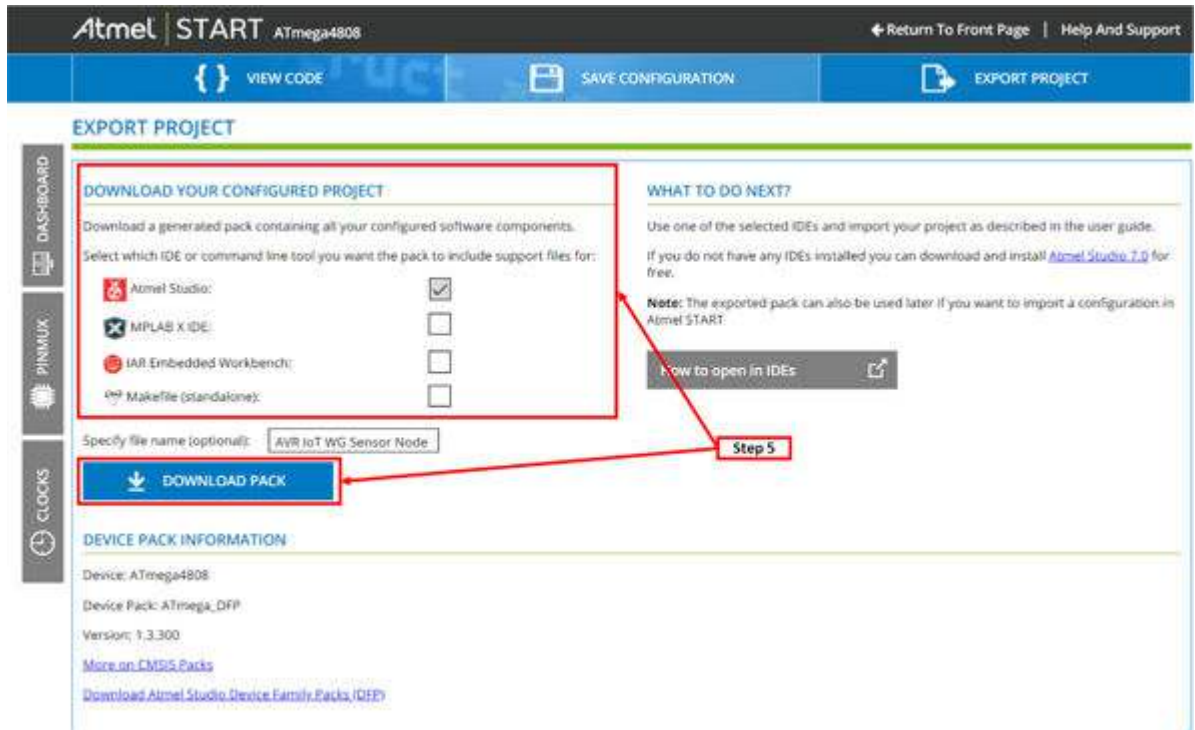 Atmel START ATmega4808
Return To Front Page | Help And Support
{ } VIEW CODE
SAVE CONFIGURATION
EXPORT PROJECT
EXPORT PROJECT
DASHBOARD
PINMUX
CLOCKS
DOWNLOAD YOUR CONFIGURED PROJECT
Download a generated pack containing all your configured software components.
Select which IDE or command line tool you want the pack to include support files for:
Atmel Studio:
MPLAB X IDE:
IAR Embedded Workbench:
Makefile (standalone):
Specify file name (optional): AVR IoT WG Sensor Node
DOWNLOAD PACK
WHAT TO DO NEXT?
Use one of the selected IDEs and import your project as described in the user guide.
If you do not have any IDEs installed you can download and install Atmel Studio 7.0 for
free.
Note: The exported pack can also be used later if you want to import a configuration in
Atmel START
How to open in IDEs
Step 5
DEVICE PACK INFORMATION
Device: ATmega4808
Device Pack: ATmega_DFP
Version: 1.3.300
More on CMSIS Packs
Download Atmel Studio Device Family Packs (DFP)